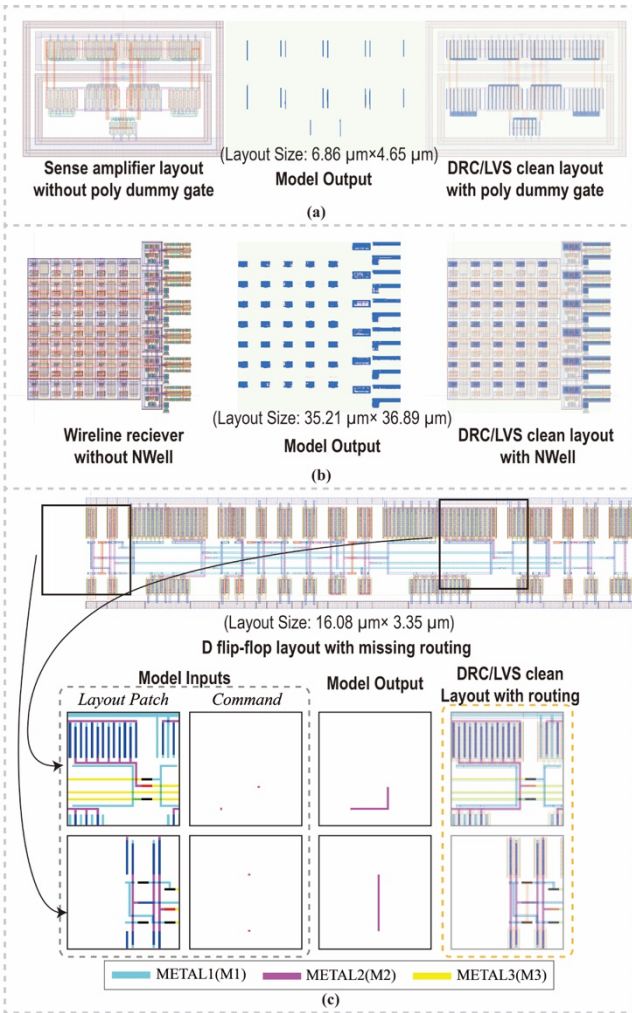 (Layout Size: 6.86 μm×4.65 μm)
Sense amplifier layout
without poly dummy gate
Model Output
DRC/LVS clean layout
with poly dummy gate
(a)
(Layout Size: 35.21 μm× 36.89 μm)
Wireline reciever
without NWell
Model Output
DRC/LVS clean layout
with NWell
(b)
(Layout Size: 16.08 μm× 3.35 μm)
D flip-flop layout with missing routing
Model Inputs
Layout Patch
Command
Model Output
DRC/LVS clean
Layout with routing
METAL1(M1)
METAL2(M2)
METAL3(M3)
(c)